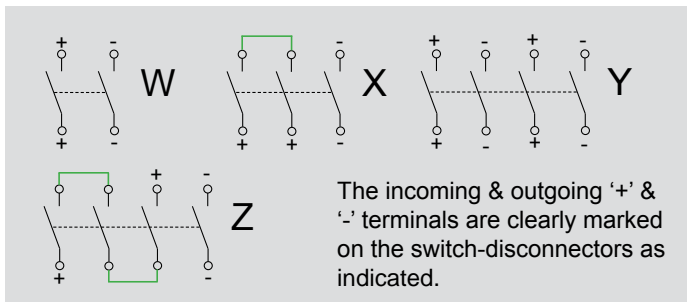 + - - + - + -
W X Y
+ - + + - + - + -
+ -
Z
+ -
The incoming & outgoing ‘+’ &
‘-’ terminals are clearly marked
on the switch-disconnectors as
indicated.